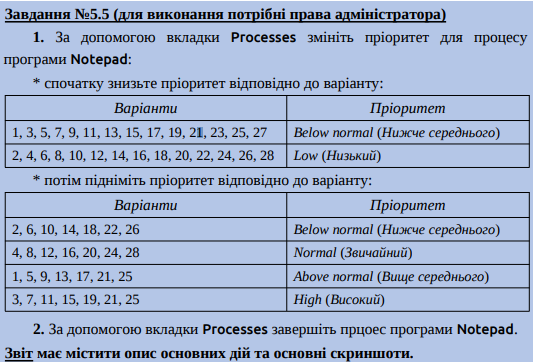 Завдання №5.5 (для виконання потрібні права адміністратора)
1. За допомогою вкладки Processes змініть пріоритет для процесу
програми Notepad:
* спочатку знизьте пріоритет відповідно до варіанту:
Варіанти Пріоритет
1, 3, 5, 7, 9, 11, 13, 15, 17, 19, 21, 23, 25, 27 Below normal (Нижче середнього)
2, 4, 6, 8, 10, 12, 14, 16, 18, 20, 22, 24, 26, 28 Low (Низький)
* потім підніміть пріоритет відповідно до варіанту:
Варіанти Пріоритет
2, 6, 10, 14, 18, 22, 26 Below normal (Нижче середнього)
4, 8, 12, 16, 20, 24, 28 Normal (Звичайний)
1, 5, 9, 13, 17, 21, 25 Above normal (Вище середнього)
3, 7, 11, 15, 19, 21, 25 High (Високий)
2. За допомогою вкладки Processes завершіть прцоес програми Notepad.
Звіт має містити опис основних дій та основні скриншоти.